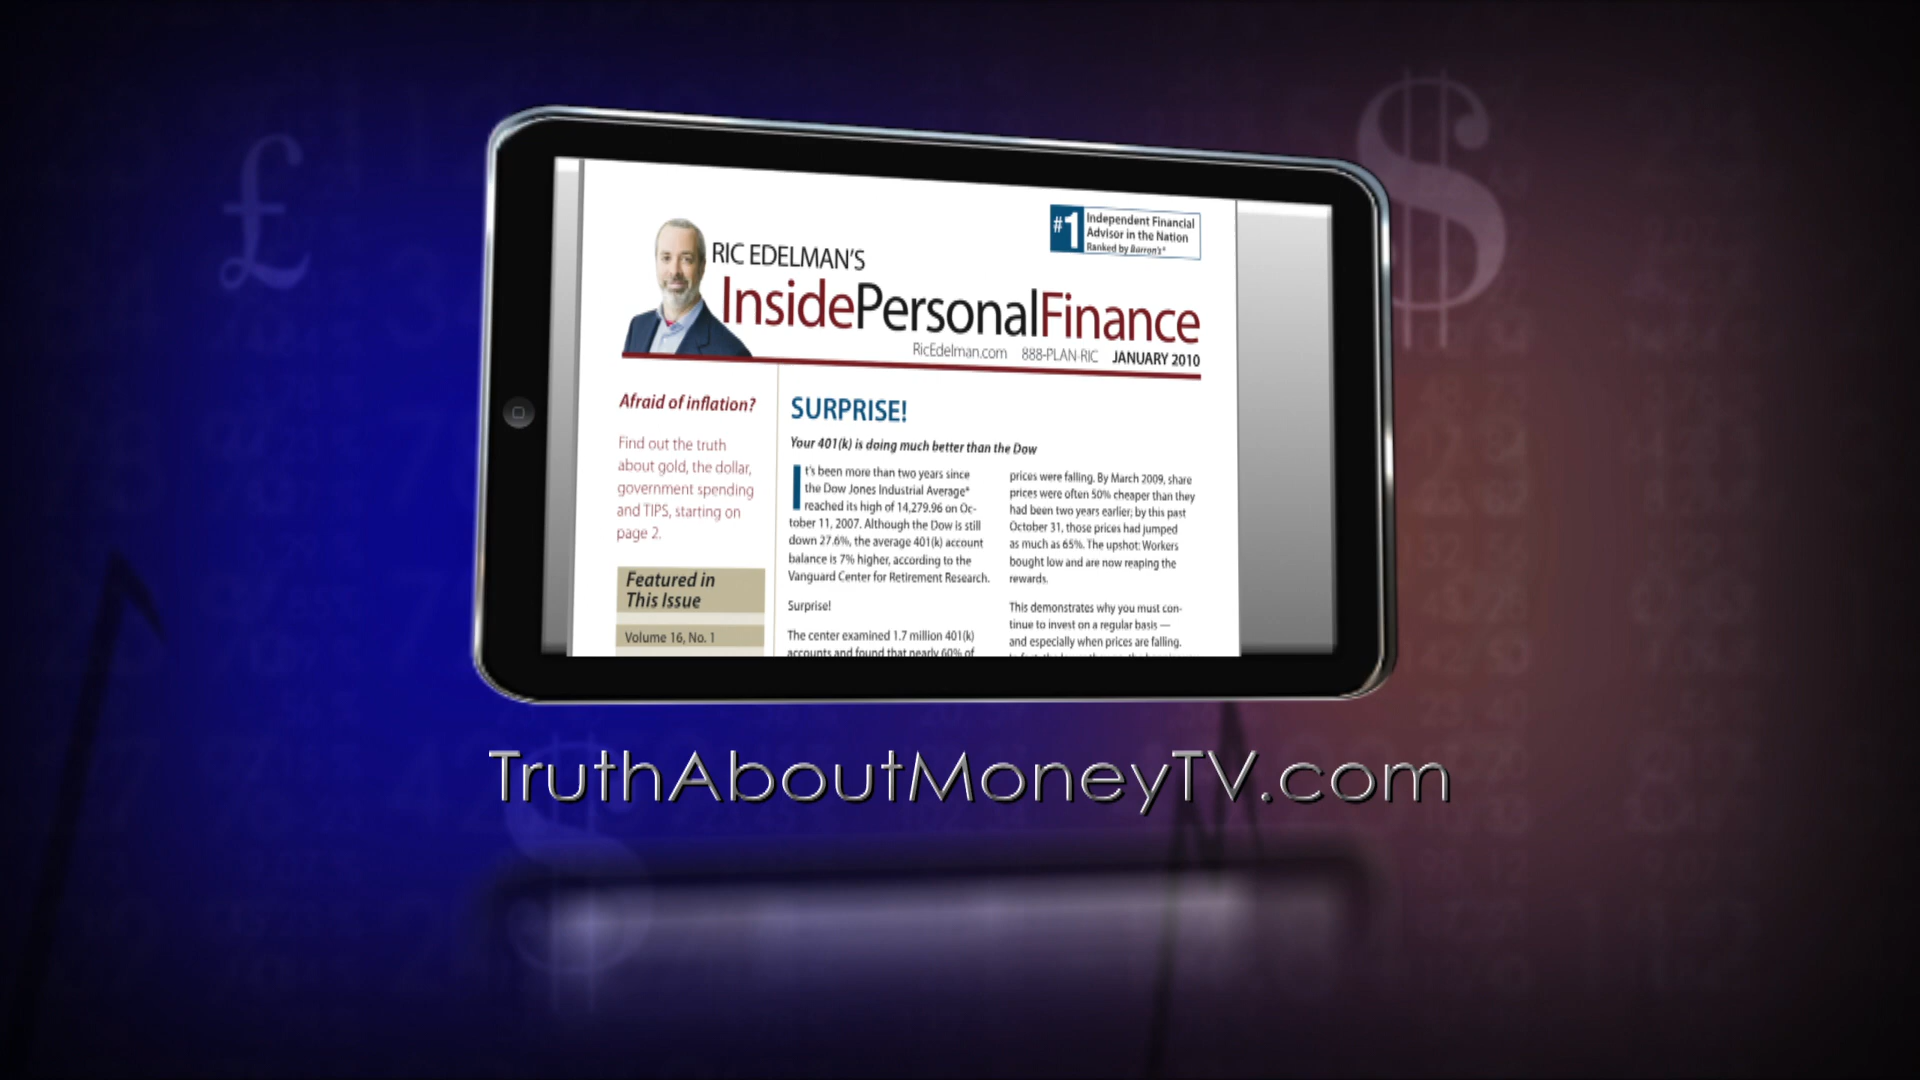 #1
Independent Financial
Advisor in the Nation
Ranked by Barron's*
RIC EDELMAN'S
InsidePersonalFinance
RicEdelman.com 888-PLAN-RIC JANUARY 2010
Afraid of inflation?
Find out the truth
about gold, the dollar,
government spending
and TIPS, starting on
page 2.
Featured in
This Issue
Volume 16, No. 1
SURPRISE!
Your 401(k) is doing much better than the Dow
It's been more than two years since
the Dow Jones Industrial Average*
reached its high of 14,279.96 on Oc-
tober 11, 2007. Although the Dow is still
down 27.6%, the average 401(k) account
balance is 7% higher, according to the
Vanguard Center for Retirement Research.
Surprise!
The center examined 1.7 million 401(k)
accounts and found that nearly 60% of
prices were falling. By March 2009, share
prices were often 50% cheaper than they
had been two years earlier; by this past
October 31, those prices had jumped
as much as 65%. The upshot: Workers
bought low and are now reaping the
rewards.
This demonstrates why you must con-
tinue to invest on a regular basis —
and especially when prices are falling.
TruthAboutMoneyTV.com